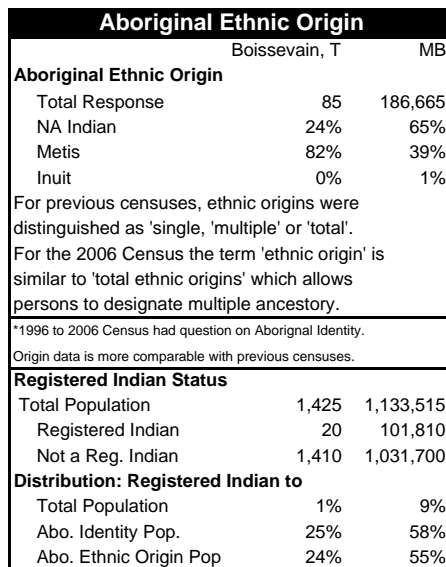 Aboriginal Ethnic Origin
Boissevain, T MB
Aboriginal Ethnic Origin
Total Response 85 186,665
NA Indian 24% 65%
Metis 82% 39%
Inuit 0% 1%
For previous censuses, ethnic origins were
distinguished as 'single, 'multiple' or 'total'.
For the 2006 Census the term 'ethnic origin' is
similar to 'total ethnic origins' which allows
persons to designate multiple ancestory.
*1996 to 2006 Census had question on Aborignal Identity.
Origin data is more comparable with previous censuses.
Registered Indian Status
Total Population 1,425 1,133,515
Registered Indian 20 101,810
Not a Reg. Indian 1,410 1,031,700
Distribution: Registered Indian to
Total Population 1% 9%
Abo. Identity Pop. 25% 58%
Abo. Ethnic Origin Pop 24% 55%